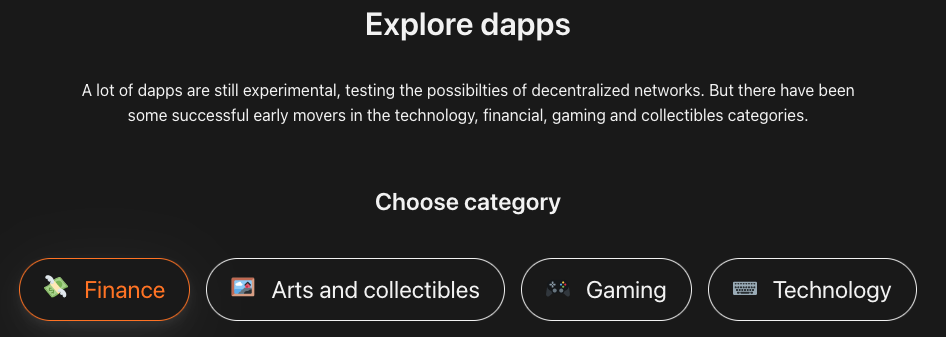 Explore dapps
A lot of dapps are still experimental, testing the possibilties of decentralized networks. But there have been
some successful early movers in the technology, financial, gaming and collectibles categories.
Choose category
Finance
Arts and collectibles
Gaming
Technology